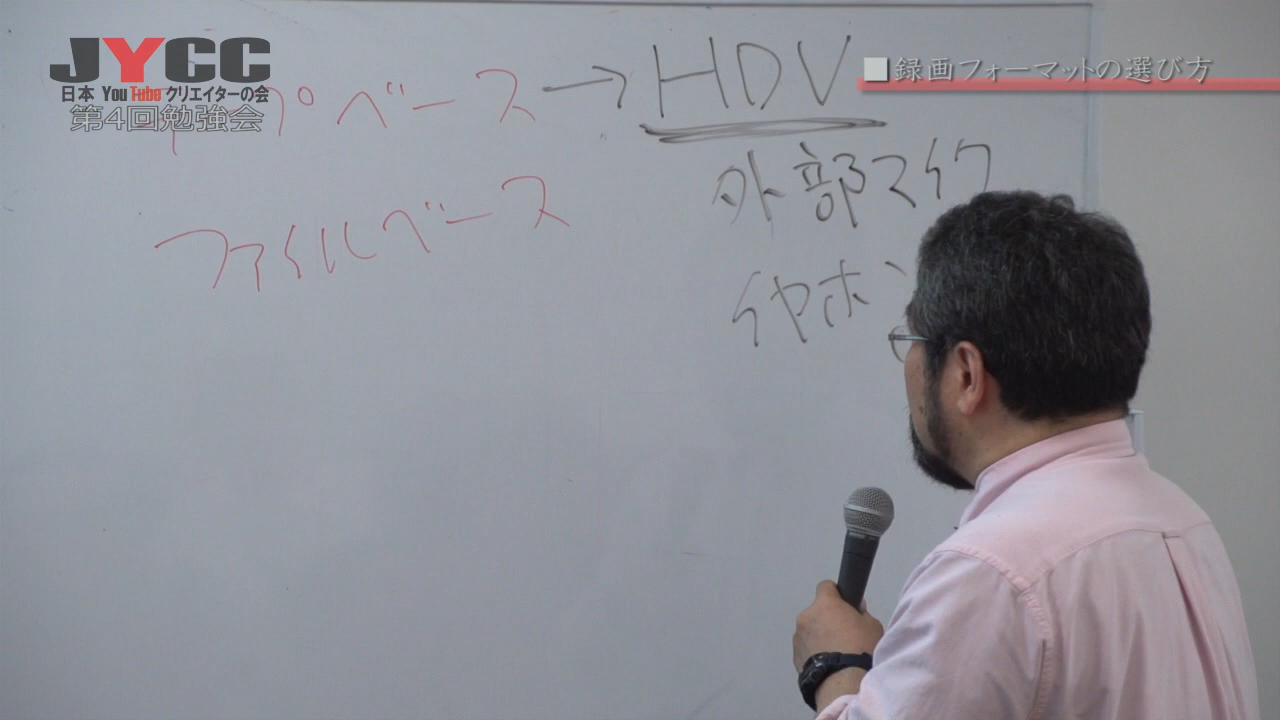 JYCC
日本 YouTube クリエイターの会
第4回勉強会
■録画フォーマットの選び方
プベース→HDV
外部マイク
ファイルベース
イヤホン